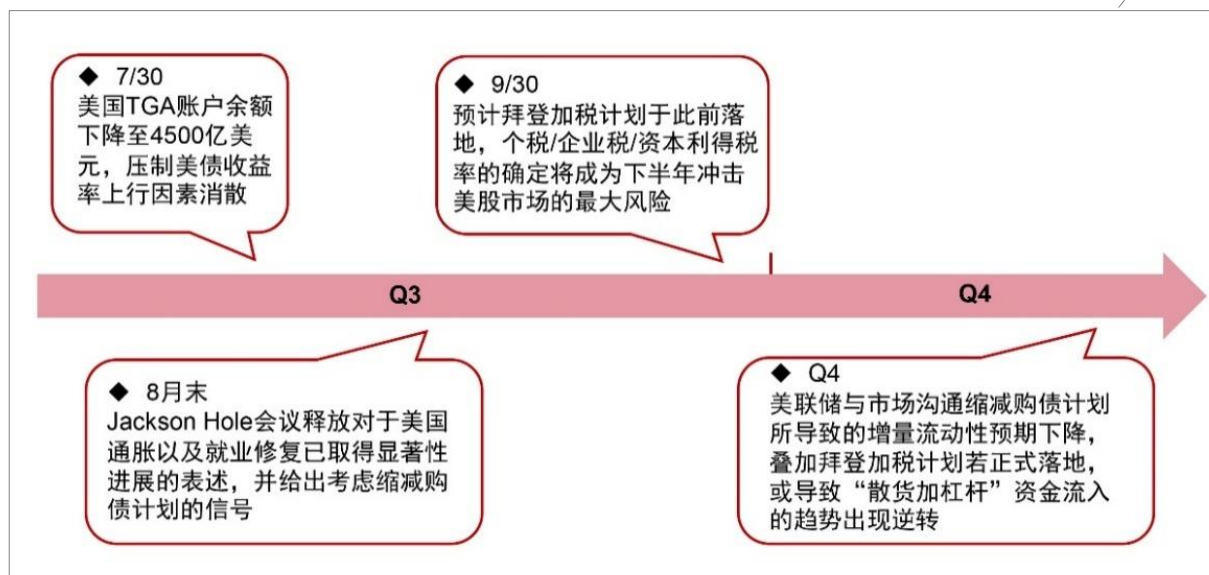 ◆ 7/30
美国TGA账户余额
下降至4500亿美
元，压制美债收益
率上行因素消散
◆ 9/30
预计拜登加税计划于此前落
地，个税/企业税/资本利得税
率的确定将成为下半年冲击
美股市场的最大风险
Q3
Q4
◆ 8月末
Jackson Hole会议释放对于美国
通胀以及就业修复已取得显著性
进展的表述，并给出考虑缩减购
债计划的信号
◆ Q4
美联储与市场沟通缩减购债计划
所导致的增量流动性预期下降，
叠加拜登加税计划若正式落地，
或导致“散货加杠杆”资金流入
的趋势出现逆转